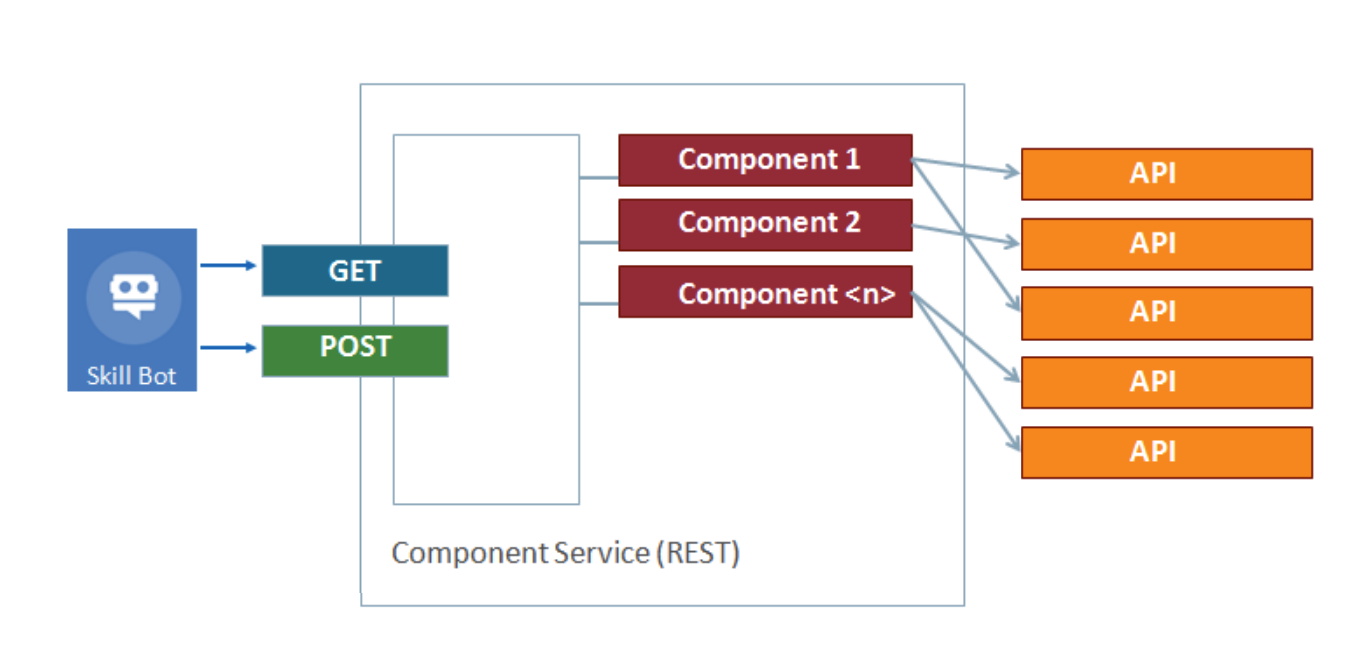 Skill Bot
GET
POST
Component 1
Component 2
Component <n>
Component Service (REST)
API
API
API
API
API